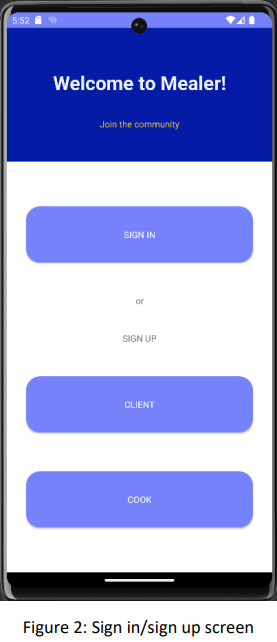 5:52
Welcome to Mealer!
Join the community
SIGN IN
or
SIGN UP
CLIENT
COOK
Figure 2: Sign in/sign up screen